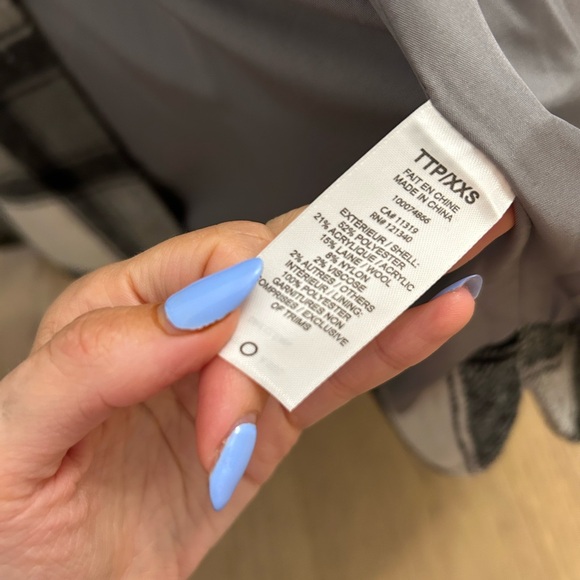 TTP/XXS
FAIT EN CHINE
MADE IN CHINA
100074866
CA# 11319
RN# 121340
EXTÉRIEUR / SHELL:
52% POLYESTER
21% ACRYLIQUE / ACRYLIC
15% LAINE / WOOL
8% NYLON
2% VISCOSE
2% AUTRES / OTHERS
INTÉRIEUR / LINING:
100% POLYESTER
GARNITURES NON
COMPRISES / EXCLUSIVE
OF TRIMS